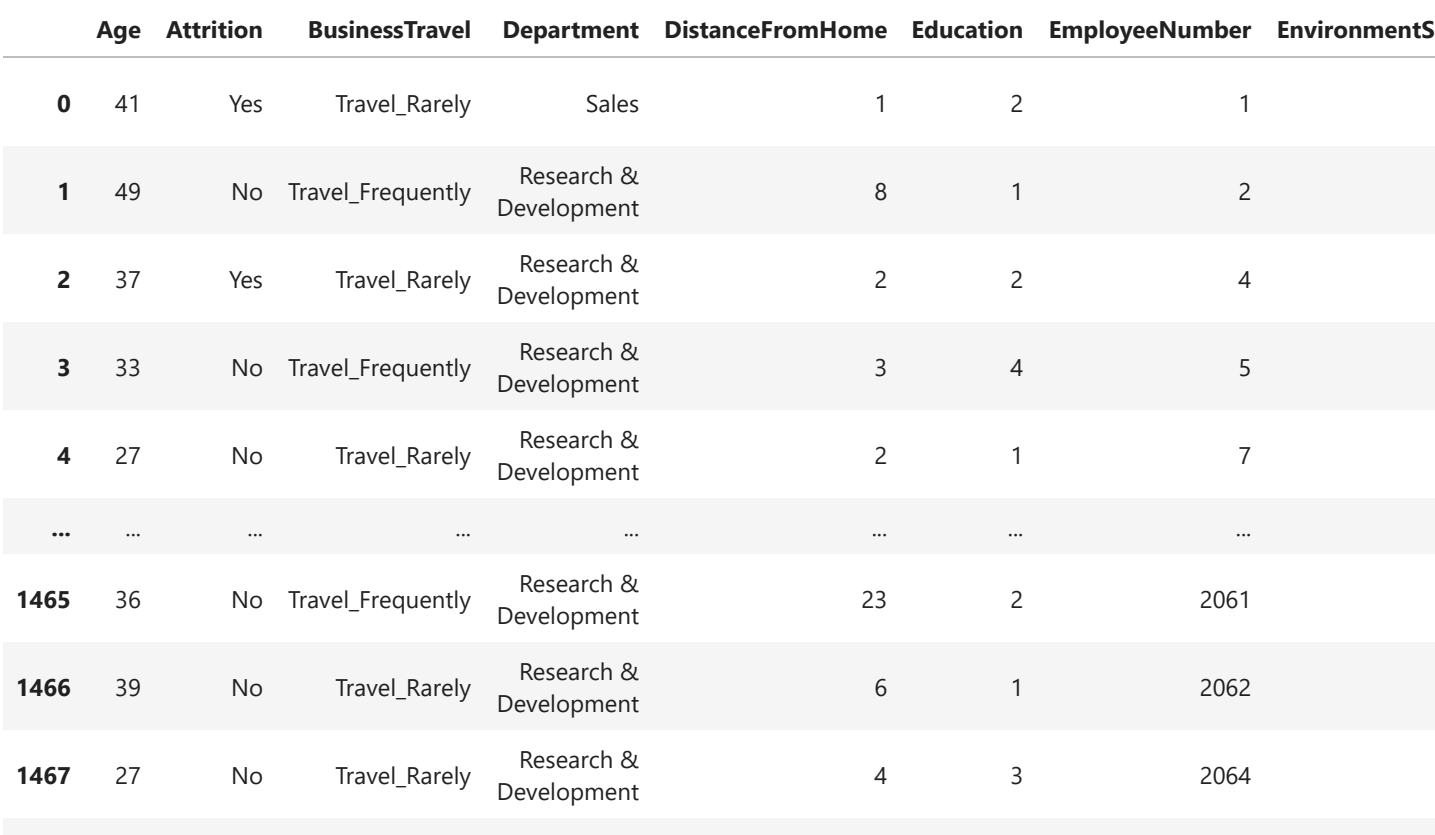 Age Attrition BusinessTravel Department DistanceFromHome Education EmployeeNumber EnvironmentS
0 41 Yes Travel_Rarely Sales 1 2 1
1 49 No Travel_Frequently Research & Development 8 1 2
2 37 Yes Travel_Rarely Research & Development 2 2 4
3 33 No Travel_Frequently Research & Development 3 4 5
4 27 No Travel_Rarely Research & Development 2 1 7
... ... ... ... ... ... ... ...
1465 36 No Travel_Frequently Research & Development 23 2 2061
1466 39 No Travel_Rarely Research & Development 6 1 2062
1467 27 No Travel_Rarely Research & Development 4 3 2064